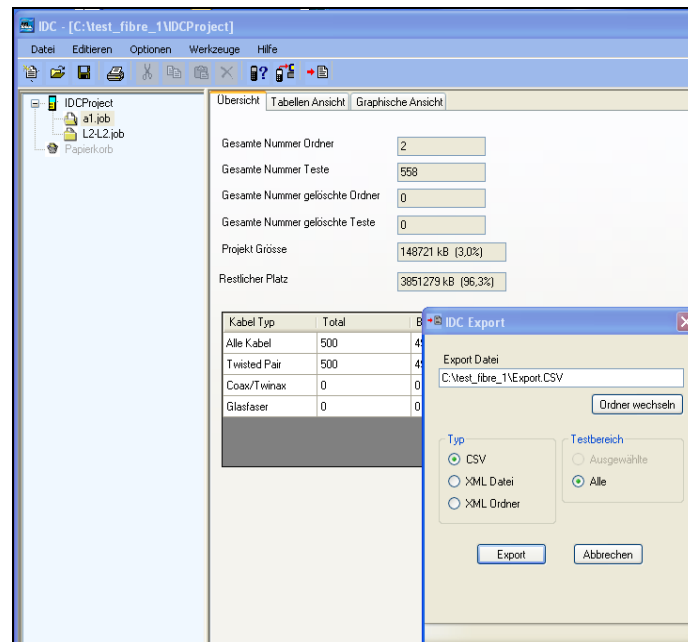 IDC - [C:\test_fibre_1\IDCProject]
Datei Editieren Optionen Werkzeuge Hilfe
IDCProject
a1.job
L2-L2.job
Papierkorb
Übersicht Tabellen Ansicht Graphische Ansicht
Gesamte Nummer Ordner 2
Gesamte Nummer Teste 558
Gesamte Nummer gelöschte Ordner 0
Gesamte Nummer gelöschte Teste 0
Projekt Grösse 148721 kB (3,0%)
Restlicher Platz 3851279 kB (96,3%)
Kabel Typ Total
Alle Kabel 500
Twisted Pair 500
Coax/Twinax 0 0
Glasfaser 0 0
IDC Export
Export Datei
C:\test_fibre_1\Export.CSV
Ordner wechseln
Typ
CSV
XML Datei
XML Ordner
Testbereich
Ausgewählte
Alle
Export Abbrechen